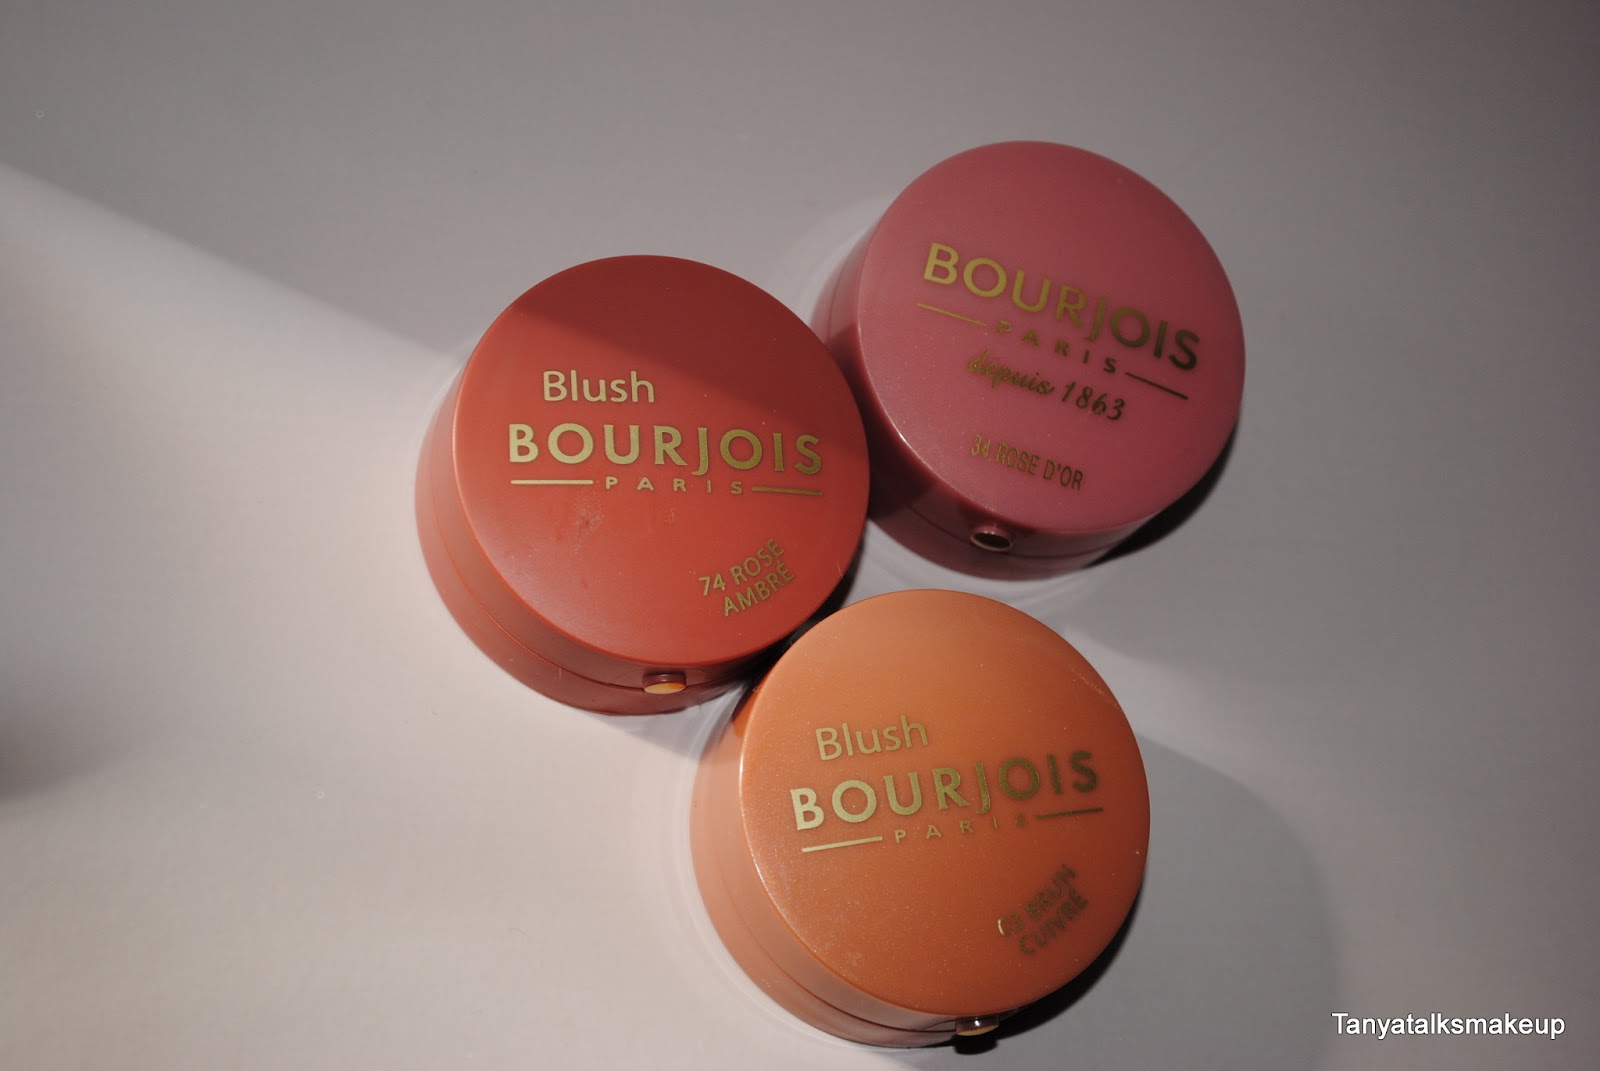 Blush
BOURJOIS
PARIS
74 ROSE
AMBRÉ
BOURJOIS
PARIS
depuis 1863
34 ROSE D'OR
Blush
BOURJOIS
PARIS
03 BRUN
CUIVRÉ
Tanyatalksmakeup